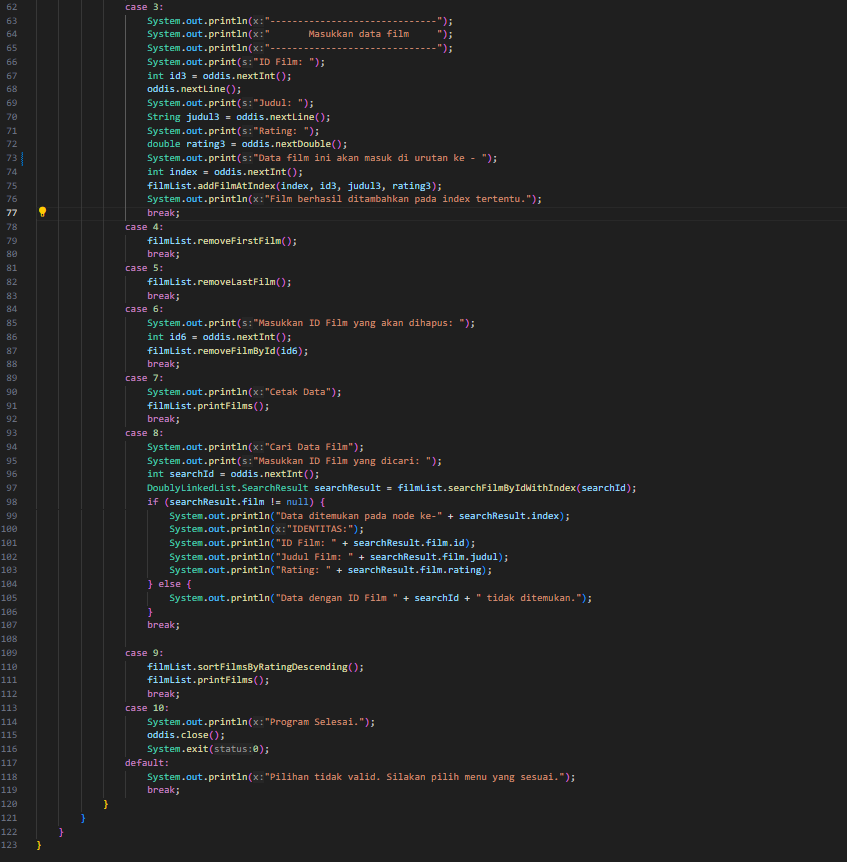 62 case 3:
63 System.out.println(x:"------------------------------");
64 System.out.println(x:"       Masukkan data film     ");
65 System.out.println(x:"------------------------------");
66 System.out.print(s:"ID Film: ");
67 int id3 = oddis.nextInt();
68 oddis.nextLine();
69 System.out.print(s:"Judul: ");
70 String judul3 = oddis.nextLine();
71 System.out.print(s:"Rating: ");
72 double rating3 = oddis.nextDouble();
73 System.out.print(s:"Data film ini akan masuk di urutan ke - ");
74 int index = oddis.nextInt();
75 filmList.addFilmAtIndex(index, id3, judul3, rating3);
76 System.out.println(x:"Film berhasil ditambahkan pada index tertentu.");
77 break;
78 case 4:
79 filmList.removeFirstFilm();
80 break;
81 case 5:
82 filmList.removeLastFilm();
83 break;
84 case 6:
85 System.out.print(s:"Masukkan ID Film yang akan dihapus: ");
86 int id6 = oddis.nextInt();
87 filmList.removeFilmById(id6);
88 break;
89 case 7:
90 System.out.println(x:"Cetak Data");
91 filmList.printFilms();
92 break;
93 case 8:
94 System.out.println(x:"Cari Data Film");
95 System.out.print(s:"Masukkan ID Film yang dicari: ");
96 int searchId = oddis.nextInt();
97 DoublyLinkedList.SearchResult searchResult = filmList.searchFilmByIdWithIndex(searchId);
98 if (searchResult.film != null) {
99 System.out.println("Data ditemukan pada node ke-" + searchResult.index);
100 System.out.println(x:"IDENTITAS:");
101 System.out.println("ID Film: " + searchResult.film.id);
102 System.out.println("Judul Film: " + searchResult.film.judul);
103 System.out.println("Rating: " + searchResult.film.rating);
104 } else {
105 System.out.println("Data dengan ID Film " + searchId + " tidak ditemukan.");
106 }
107 break;
108
109 case 9:
110 filmList.sortFilmsByRatingDescending();
111 filmList.printFilms();
112 break;
113 case 10:
114 System.out.println(x:"Program Selesai.");
115 oddis.close();
116 System.exit(status:0);
117 default:
118 System.out.println(x:"Pilihan tidak valid. Silakan pilih menu yang sesuai.");
119 break;
120 }
121 }
122 }
123 }